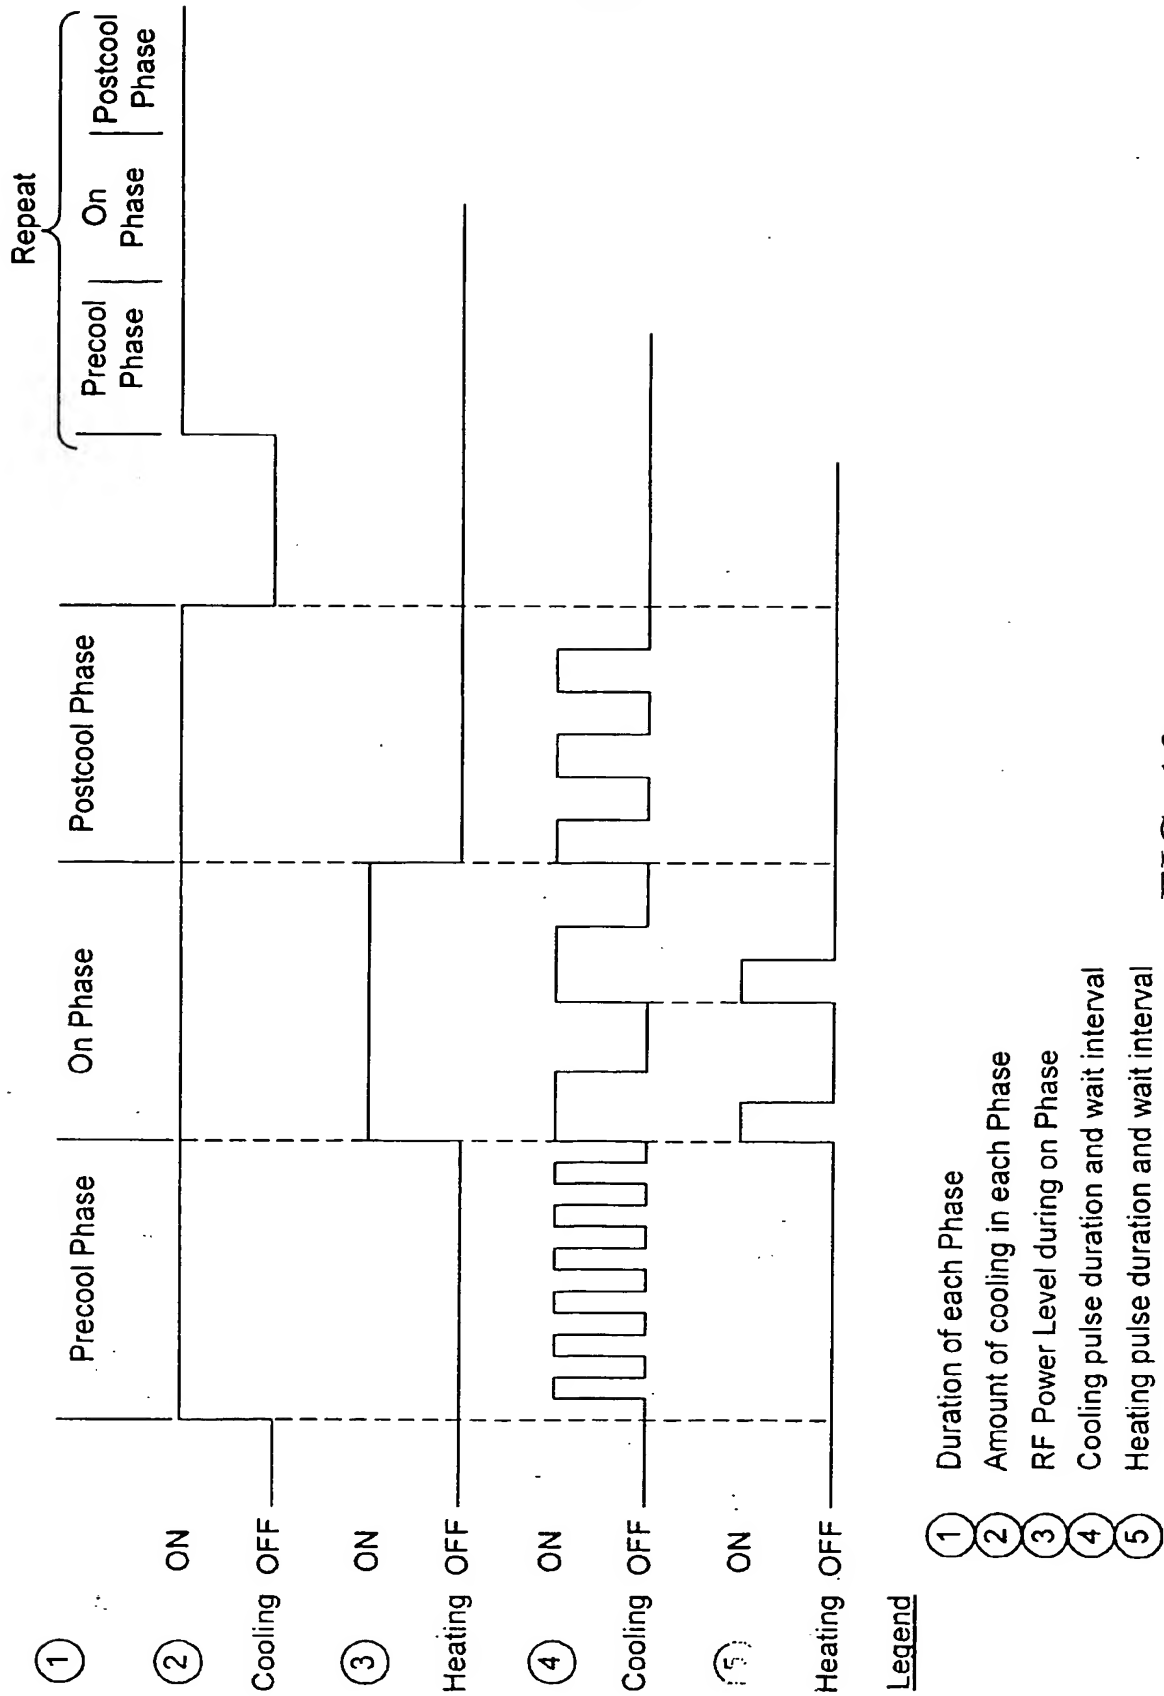 Repeat
1 Precool Phase On Phase Postcool Phase Precool Phase On Phase Postcool Phase
2 ON
Cooling OFF
3 ON
Heating OFF
4 ON
Cooling OFF
5 ON
Heating OFF
Legend
1 Duration of each Phase
2 Amount of cooling in each Phase
3 RF Power Level during on Phase
4 Cooling pulse duration and wait interval
5 Heating pulse duration and wait interval